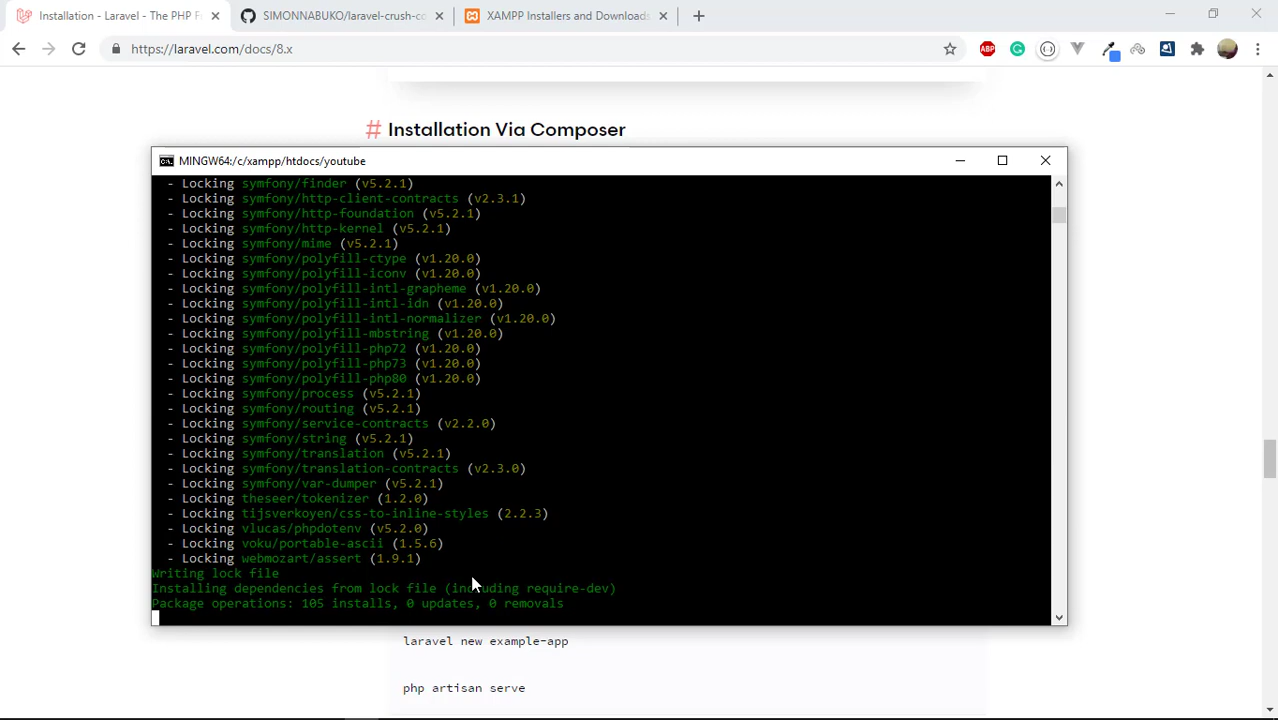 Installation - Laravel - The PHP F
SIMONNABUKO/laravel-crush-co
XAMPP Installers and Downloads
https://laravel.com/docs/8.x
ABP
# Installation Via Composer
MINGW64:/c/xampp/htdocs/youtube
- Locking symfony/finder (v5.2.1)
- Locking symfony/http-client-contracts (v2.3.1)
- Locking symfony/http-foundation (v5.2.1)
- Locking symfony/http-kernel (v5.2.1)
- Locking symfony/mime (v5.2.1)
- Locking symfony/polyfill-ctype (v1.20.0)
- Locking symfony/polyfill-iconv (v1.20.0)
- Locking symfony/polyfill-intl-grapheme (v1.20.0)
- Locking symfony/polyfill-intl-idn (v1.20.0)
- Locking symfony/polyfill-intl-normalizer (v1.20.0)
- Locking symfony/polyfill-mbstring (v1.20.0)
- Locking symfony/polyfill-php72 (v1.20.0)
- Locking symfony/polyfill-php73 (v1.20.0)
- Locking symfony/polyfill-php80 (v1.20.0)
- Locking symfony/process (v5.2.1)
- Locking symfony/routing (v5.2.1)
- Locking symfony/service-contracts (v2.2.0)
- Locking symfony/string (v5.2.1)
- Locking symfony/translation (v5.2.1)
- Locking symfony/translation-contracts (v2.3.0)
- Locking symfony/var-dumper (v5.2.1)
- Locking theseer/tokenizer (1.2.0)
- Locking tijsverkoyen/css-to-inline-styles (2.2.3)
- Locking vlucas/phpdotenv (v5.2.0)
- Locking voku/portable-ascii (1.5.6)
- Locking webmozart/assert (1.9.1)
Writing lock file
Installing dependencies from lock file (including require-dev)
Package operations: 105 installs, 0 updates, 0 removals
laravel new example-app
php artisan serve